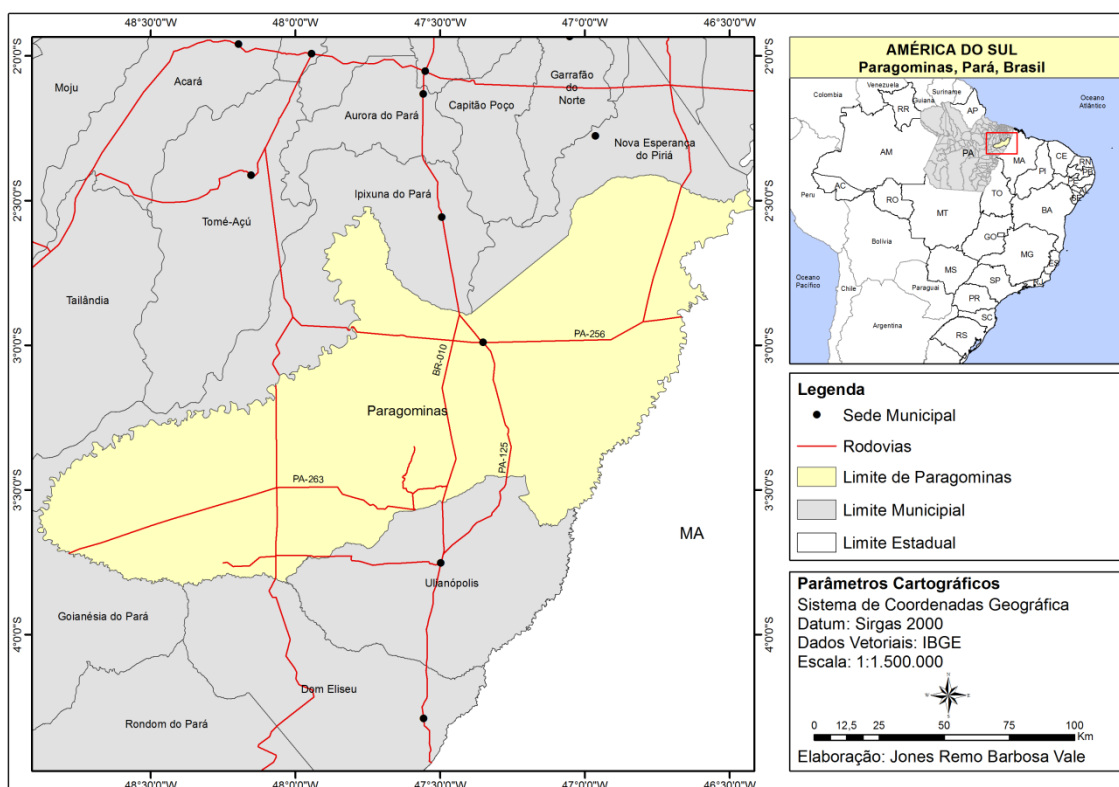 48°30'0"W
48°0'0"W
47°30'0"W
47°0'0"W
46°30'0"W
2°0'0"S
2°30'0"S
3°0'0"S
3°30'0"S
4°0'0"S
Moju
Acará
Garrafão
do
Norte
Capitão Poço
Aurora do Pará
Nova Esperança
do Piriá
Ipixuna do Pará
Tomé-Açú
Tailândia
PA-256
BR-010
Paragominas
PA-125
PA-263
MA
Ulianópolis
Goianésia do Pará
Dom Eliseu
Rondom do Pará
2°0'0"S
2°30'0"S
3°0'0"S
3°30'0"S
4°0'0"S
48°30'0"W
48°0'0"W
47°30'0"W
47°0'0"W
46°30'0"W
AMÉRICA DO SUL
Paragominas, Pará, Brasil
Venezuela
Suriname
Colombia
Guiana
Oceano
Atlântico
RR
AP
AM
PA
MA
CE
RN
PB
PI
AC
Peru
RO
TO
SE
BA
MT
Bolívia
GO
MG
ES
Oceano
Pacífico
MS
SP
RJ
Chile
Paraguai
PR
SC
Argentina
RS
Legenda
Sede Municipal
Rodovias
Limite de Paragominas
Limite Municipal
Limite Estadual
Parâmetros Cartográficos
Sistema de Coordenadas Geográfica
Datum: Sirgas 2000
Dados Vetoriais: IBGE
Escala: 1:1.500.000
0 12,5 25 50 75 100
Km
Elaboração: Jones Remo Barbosa Vale